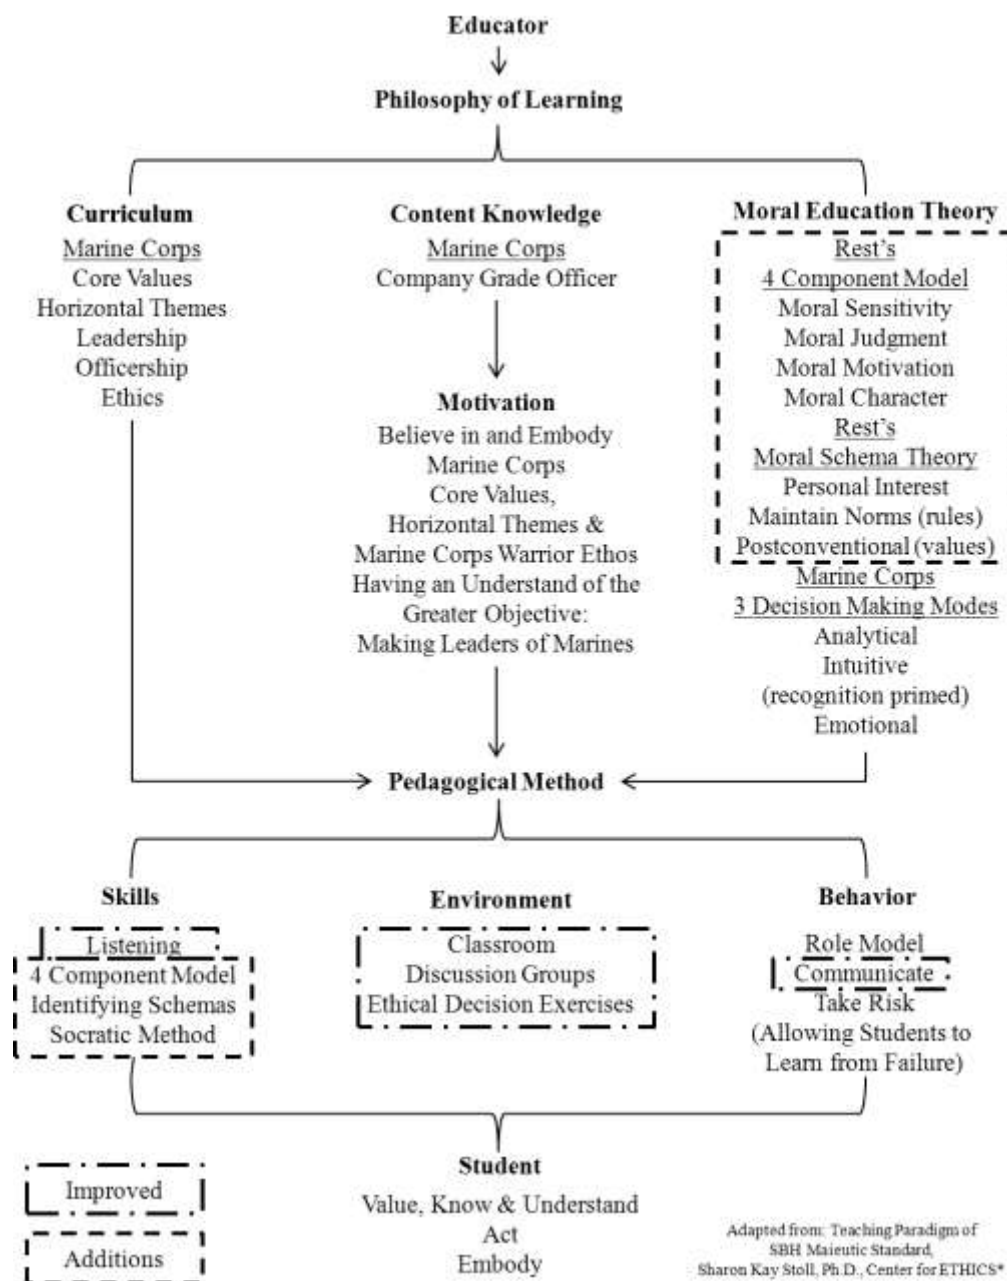 Educator
Philosophy of Learning
Curriculum
Marine Corps
Core Values
Horizontal Themes
Leadership
Officership
Ethics
Content Knowledge
Marine Corps
Company Grade Officer
Motivation
Believe in and Embody
Marine Corps
Core Values,
Horizontal Themes &
Marine Corps Warrior Ethos
Having an Understand of the
Greater Objective:
Making Leaders of Marines
Moral Education Theory
Rest's
4 Component Model
Moral Sensitivity
Moral Judgment
Moral Motivation
Moral Character
Rest's
Moral Schema Theory
Personal Interest
Maintain Norms (rules)
Postconventional (values)
Marine Corps
3 Decision Making Modes
Analytical
Intuitive
(recognition primed)
Emotional
Pedagogical Method
Skills
Listening
4 Component Model
Identifying Schemas
Socratic Method
Environment
Classroom
Discussion Groups
Ethical Decision Exercises
Behavior
Role Model
Communicate
Take Risk
(Allowing Students to
Learn from Failure)
Student
Value, Know & Understand
Act
Embody
Improved
Additions
Adapted from: Teaching Paradigm of
SBH Maieutic Standard,
Sharon Kay Stoll, Ph.D., Center for ETHICS*